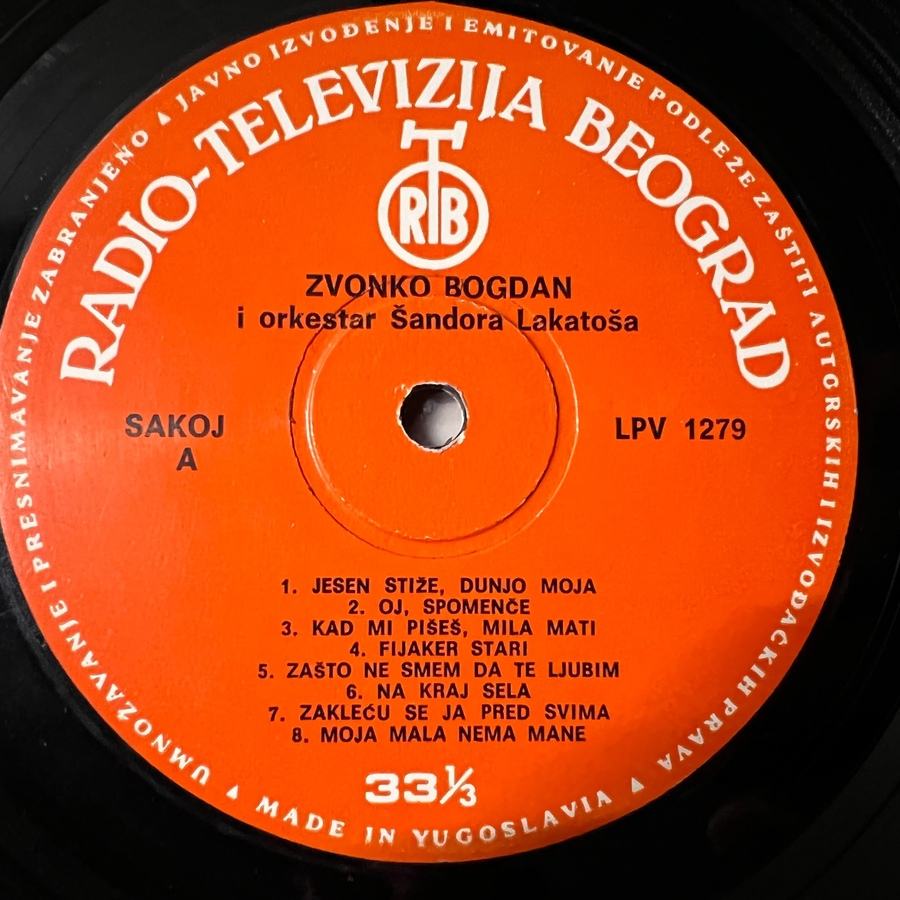 UMNOŽAVANJE I PRESNIMAVANJE ZABRANJENO ▲ JAVNO IZVOĐENJE I EMITOVANJE PODLEŽE ZAŠTITI AUTORSKIH I IZVOĐAČKIH PRAVA ▲
RADIO-TELEVIZIJA BEOGRAD
RTB
ZVONKO BOGDAN
i orkestar Šandora Lakatoša
SAKOJ
A
LPV 1279
1. JESEN STIŽE, DUNJO MOJA
2. OJ, SPOMENČE
3. KAD MI PIŠEŠ, MILA MATI
4. FIJAKER STARI
5. ZAŠTO NE SMEM DA TE LJUBIM
6. NA KRAJ SELA
7. ZAKLEĆU SE JA PRED SVIMA
8. MOJA MALA NEMA MANE
33⅓
MADE IN YUGOSLAVIA ▲